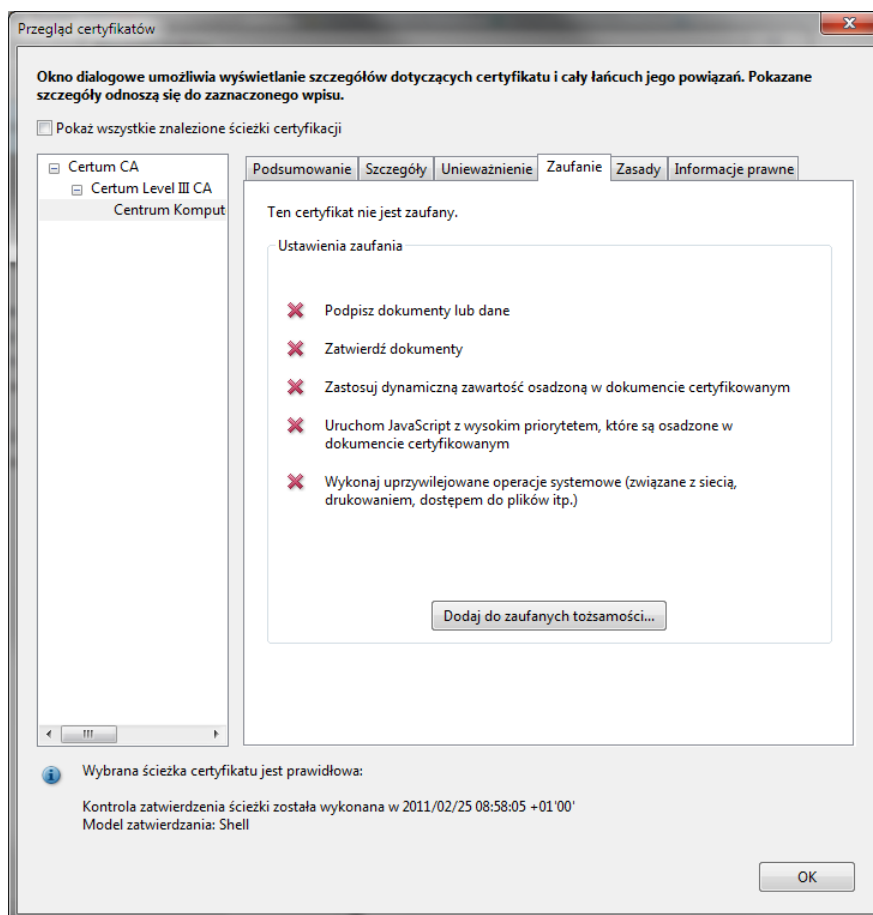 Przegląd certyfikatów
Okno dialogowe umożliwia wyświetlanie szczegółów dotyczących certyfikatu i cały łańcuch jego powiązań. Pokazane
szczegóły odnoszą się do zaznaczonego wpisu.
Pokaż wszystkie znalezione ścieżki certyfikacji
Certum CA
Certum Level III CA
Centrum Komput
Podsumowanie
Szczegóły
Unieważnienie
Zaufanie
Zasady
Informacje prawne
Ten certyfikat nie jest zaufany.
Ustawienia zaufania
Podpisz dokumenty lub dane
Zatwierdź dokumenty
Zastosuj dynamiczną zawartość osadzoną w dokumencie certyfikowanym
Uruchom JavaScript z wysokim priorytetem, które są osadzone w
dokumencie certyfikowanym
Wykonaj uprzywilejowane operacje systemowe (związane z siecią,
drukowaniem, dostępem do plików itp.)
Dodaj do zaufanych tożsamości...
Wybrana ścieżka certyfikatu jest prawidłowa:
Kontrola zatwierdzenia ścieżki została wykonana w 2011/02/25 08:58:05 +01'00'
Model zatwierdzania: Shell
OK